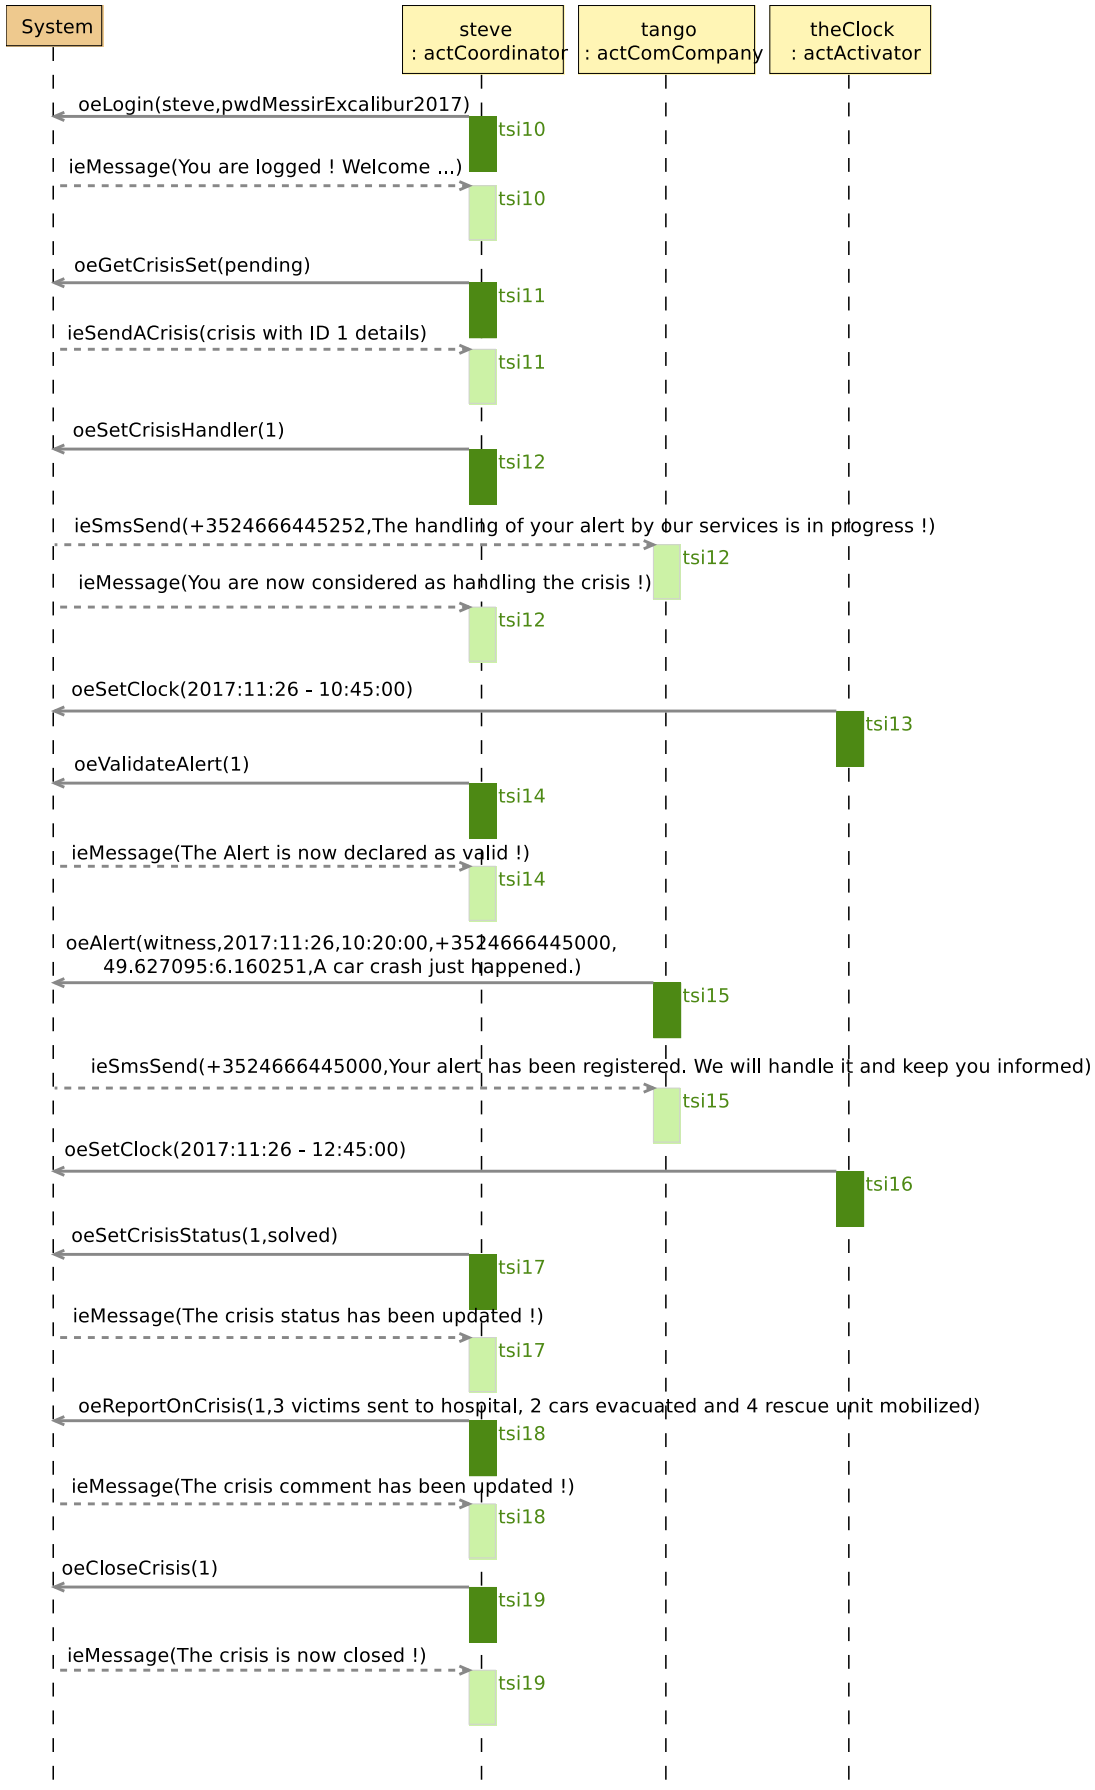 System
steve
: actCoordinator
tango
: actComCompany
theClock
: actActivator
oeLogin(steve,pwdMessirExcalibur2017)
tsi10
ieMessage(You are logged ! Welcome ...)
tsi10
oeGetCrisisSet(pending)
tsi11
ieSendACrisis(crisis with ID 1 details)
tsi11
oeSetCrisisHandler(1)
tsi12
ieSmsSend(+3524666445252,The handling of your alert by our services is in progress !)
tsi12
ieMessage(You are now considered as handling the crisis !)
tsi12
oeSetClock(2017:11:26 - 10:45:00)
tsi13
oeValidateAlert(1)
tsi14
ieMessage(The Alert is now declared as valid !)
tsi14
oeAlert(witness,2017:11:26,10:20:00,+3524666445000,
49.627095:6.160251,A car crash just happened.)
tsi15
ieSmsSend(+3524666445000,Your alert has been registered. We will handle it and keep you informed)
tsi15
oeSetClock(2017:11:26 - 12:45:00)
tsi16
oeSetCrisisStatus(1,solved)
tsi17
ieMessage(The crisis status has been updated !)
tsi17
oeReportOnCrisis(1,3 victims sent to hospital, 2 cars evacuated and 4 rescue unit mobilized)
tsi18
ieMessage(The crisis comment has been updated !)
tsi18
oeCloseCrisis(1)
tsi19
ieMessage(The crisis is now closed !)
tsi19